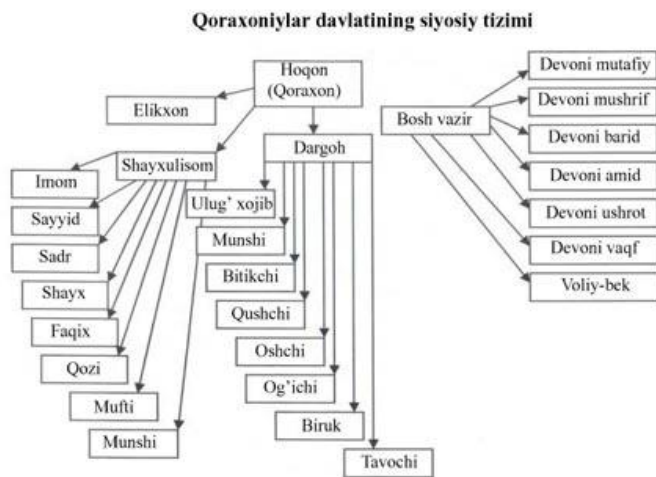 Qoraxoniylar davlatining siyosiy tizimi
Hoqon
(Qoraxon)
Elikxon
Shayxulisom
Imom
Sayyid
Sadr
Shayx
Faqix
Qozi
Mufti
Munshi
Dargoh
Ulug’ xojib
Munshi
Bitikchi
Qushchi
Oshchi
Og’ichi
Biruk
Tavochi
Bosh vazir
Devoni mutafiy
Devoni mushrif
Devoni barid
Devoni amid
Devoni ushrot
Devoni vaqf
Voliy-bek